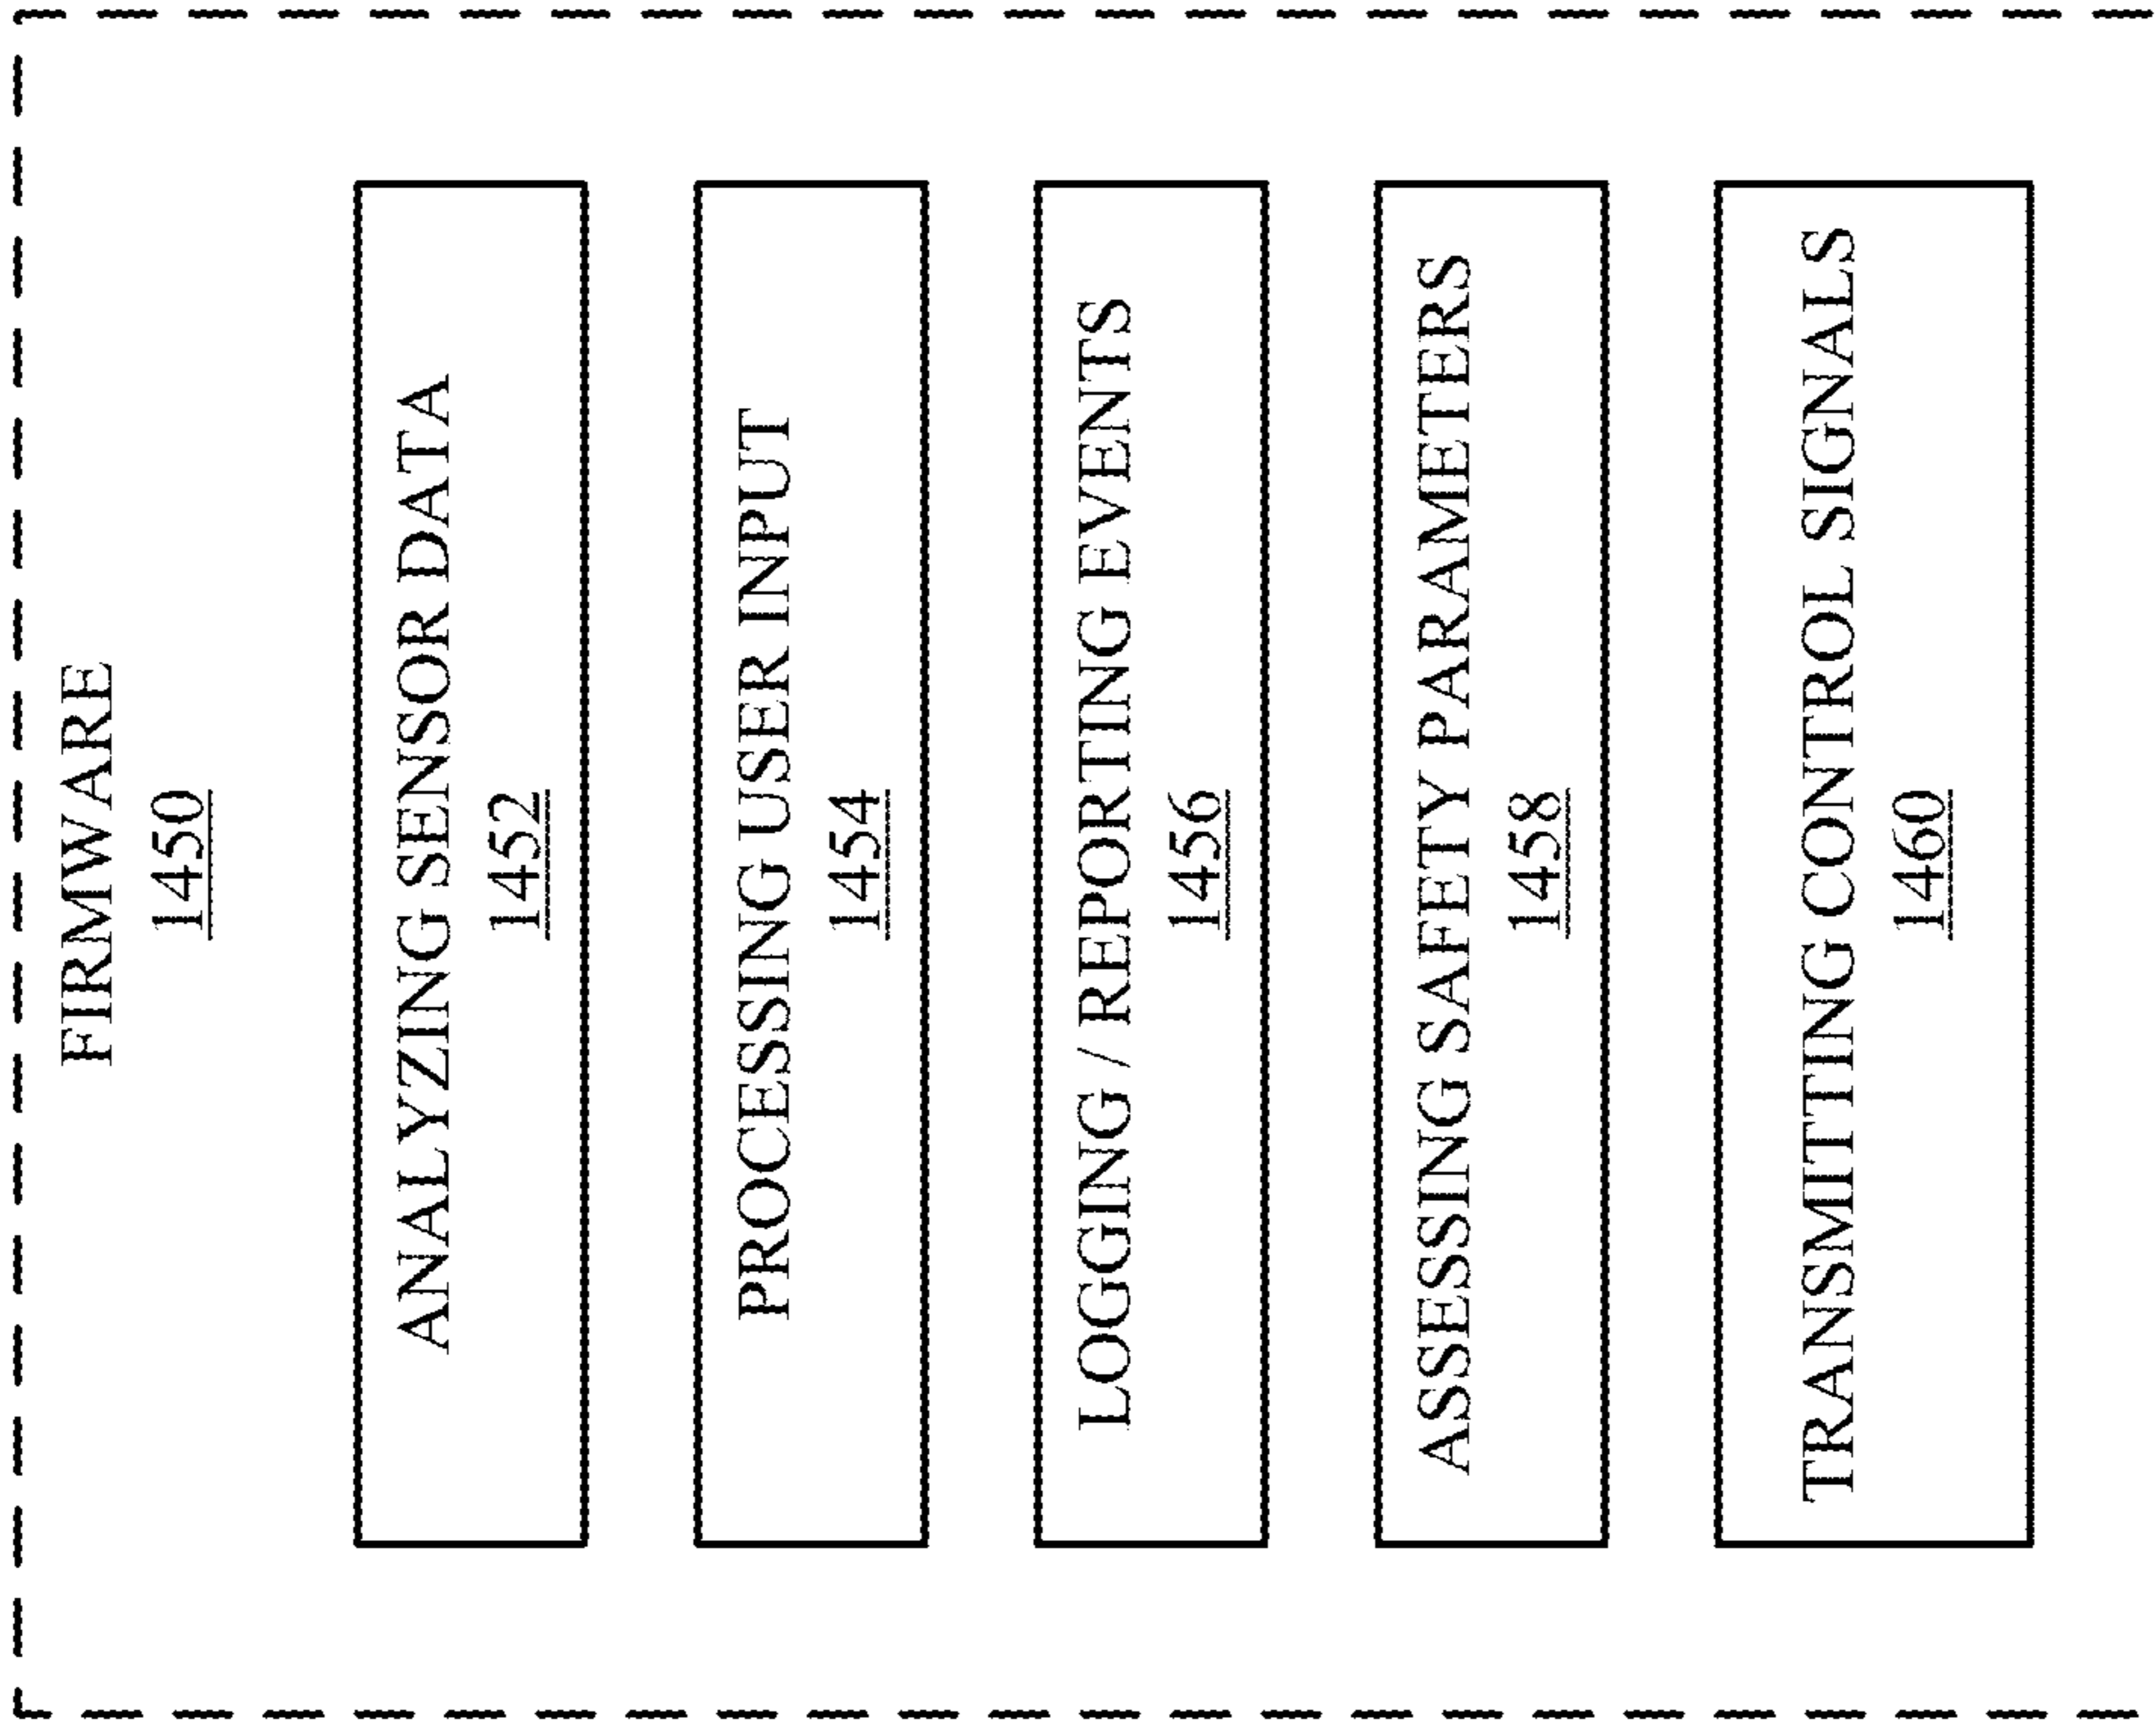 FIRMWARE
1450
ANALYZING SENSOR DATA
1452
PROCESSING USER INPUT
1454
LOGGING / REPORTING EVENTS
1456
ASSESSING SAFETY PARAMETERS
1458
TRANSMITTING CONTROL SIGNALS
1460